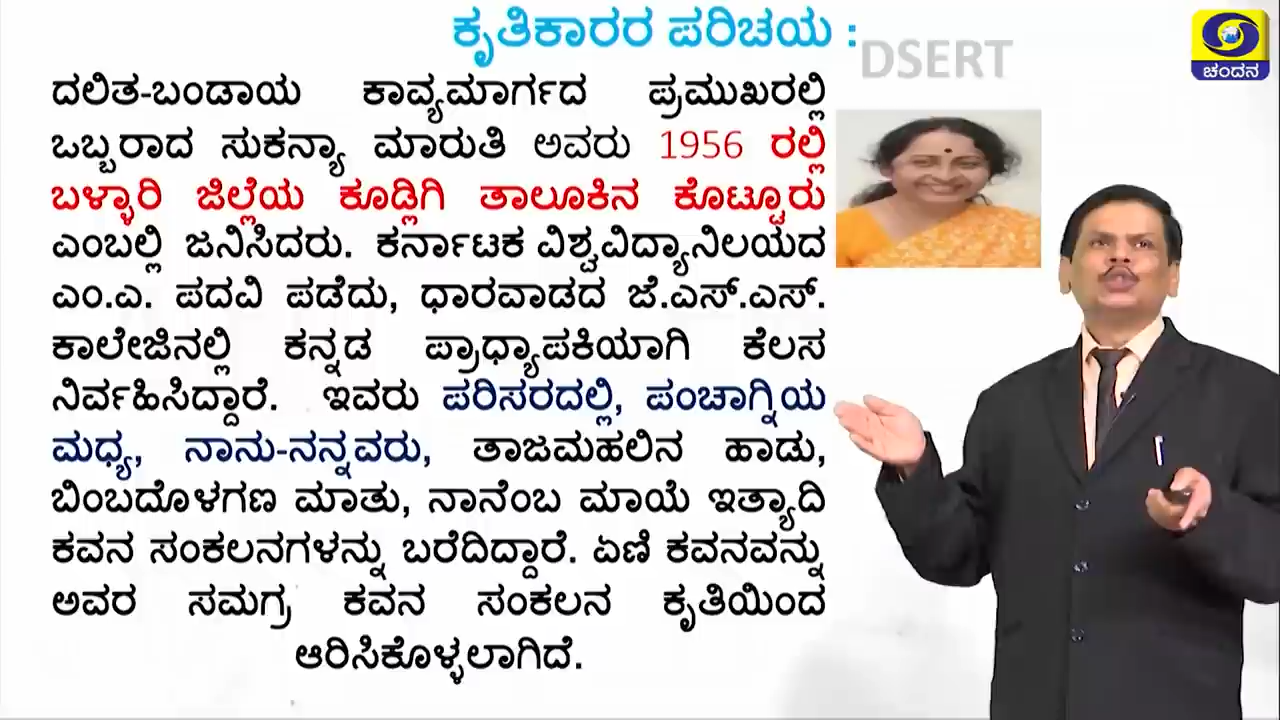 ಕೃತಿಕಾರರ ಪರಿಚಯ :
DSERT
ಚಂದನ
ದಲಿತ-ಬಂಡಾಯ ಕಾವ್ಯಮಾರ್ಗದ ಪ್ರಮುಖರಲ್ಲಿ
ಒಬ್ಬರಾದ ಸುಕನ್ಯಾ ಮಾರುತಿ ಅವರು 1956 ರಲ್ಲಿ
ಬಳ್ಳಾರಿ ಜಿಲ್ಲೆಯ ಕೂಡ್ಲಿಗಿ ತಾಲೂಕಿನ ಕೊಟ್ಟೂರು
ಎಂಬಲ್ಲಿ ಜನಿಸಿದರು. ಕರ್ನಾಟಕ ವಿಶ್ವವಿದ್ಯಾನಿಲಯದ
ಎಂ.ಎ. ಪದವಿ ಪಡೆದು, ಧಾರವಾಡದ ಜೆ.ಎಸ್.ಎಸ್.
ಕಾಲೇಜಿನಲ್ಲಿ ಕನ್ನಡ ಪ್ರಾಧ್ಯಾಪಕಿಯಾಗಿ ಕೆಲಸ
ನಿರ್ವಹಿಸಿದ್ದಾರೆ. ಇವರು ಪರಿಸರದಲ್ಲಿ, ಪಂಚಾಗ್ನಿಯ
ಮಧ್ಯ, ನಾನು-ನನ್ನವರು, ತಾಜಮಹಲಿನ ಹಾಡು,
ಬಿಂಬದೊಳಗಣ ಮಾತು, ನಾನೆಂಬ ಮಾಯೆ ಇತ್ಯಾದಿ
ಕವನ ಸಂಕಲನಗಳನ್ನು ಬರೆದಿದ್ದಾರೆ. ಏಣಿ ಕವನವನ್ನು
ಅವರ ಸಮಗ್ರ ಕವನ ಸಂಕಲನ ಕೃತಿಯಿಂದ
ಆರಿಸಿಕೊಳ್ಳಲಾಗಿದೆ.